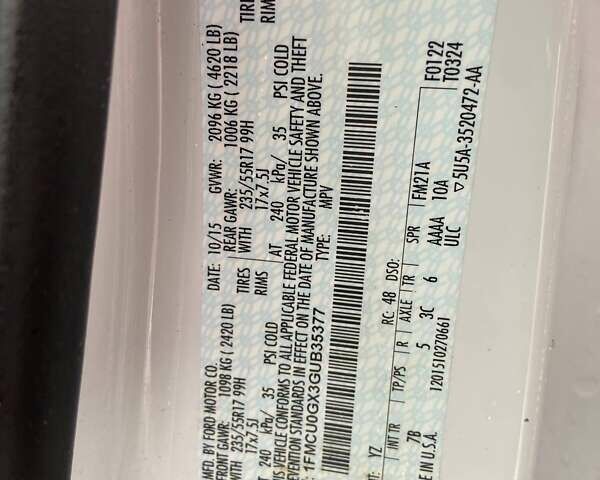 MFD. BY FORD MOTOR CO. DATE: 10/15 GVWR: 2096 KG ( 4620 LB)
FRONT GAWR: 1098 KG ( 2420 LB) REAR GAWR: 1006 KG ( 2218 LB)
235/55R17 99H TIRES WITH 235/55R17 99H TIRES
17x7.5J RIMS 17x7.5J RIMS
240 kPa/ 35 PSI COLD AT 240 kPa/ 35 PSI COLD
VEHICLE CONFORMS TO ALL APPLICABLE FEDERAL MOTOR VEHICLE SAFETY AND THEFT
STANDARDS IN EFFECT ON THE DATE OF MANUFACTURE SHOWN ABOVE.
1FMCU0GX3GUB35377 TYPE: MPV
F0122
T0324
YZ RC: 48 DSO:
INT TR TP/PS R AXLE TR SPR FM21A
7B 5 3C 6 AAAA 10A
IN U.S.A. 1201510270661 ULC ▽5U5A-3520472-AA